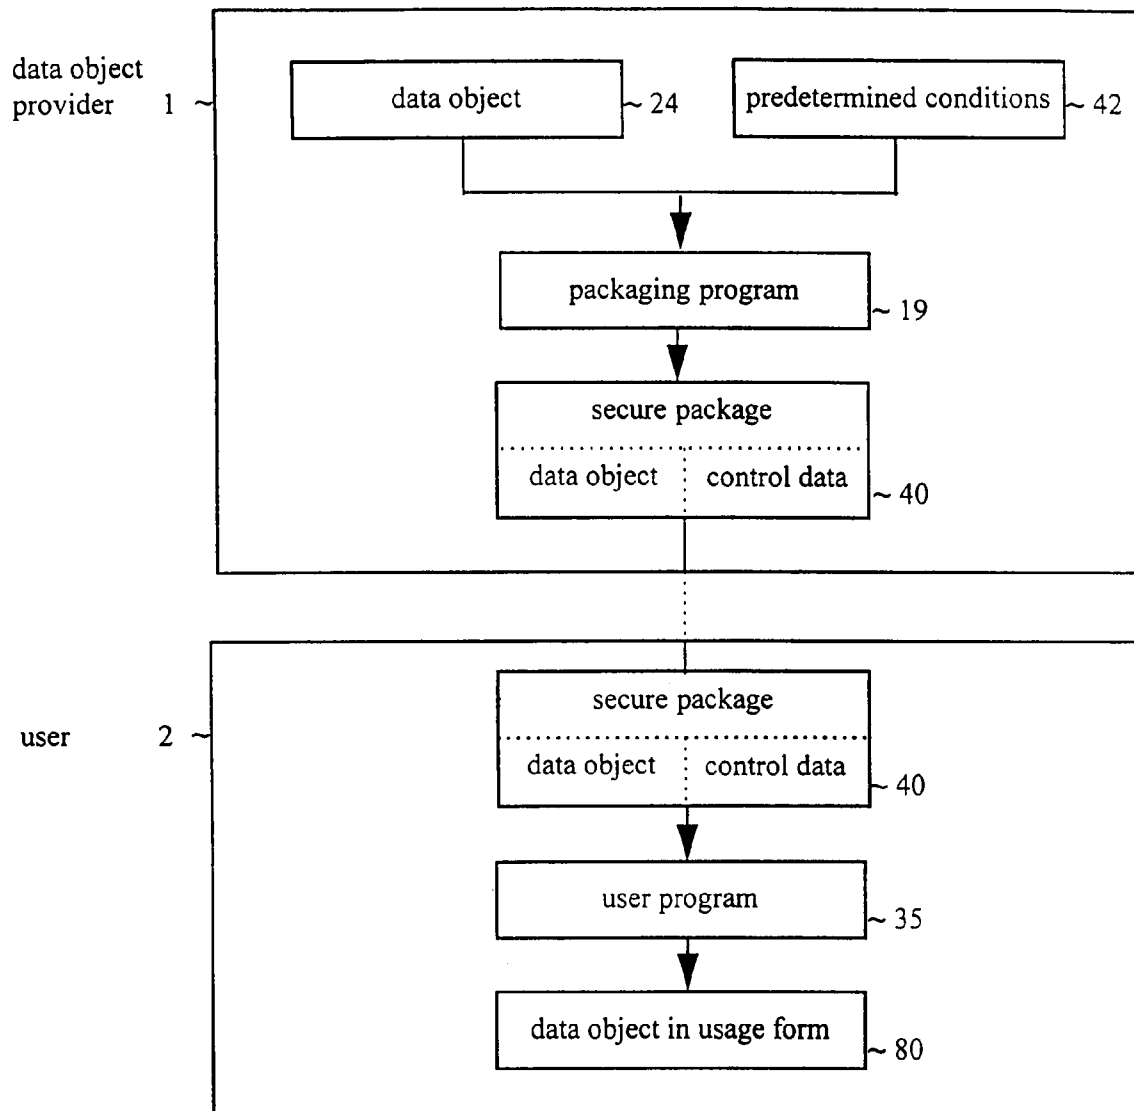 data object
provider 1 ~
data object ~ 24
predetermined conditions ~ 42
packaging program ~ 19
secure package
data object control data ~ 40
user 2 ~
secure package
data object control data ~ 40
user program ~ 35
data object in usage form ~ 80